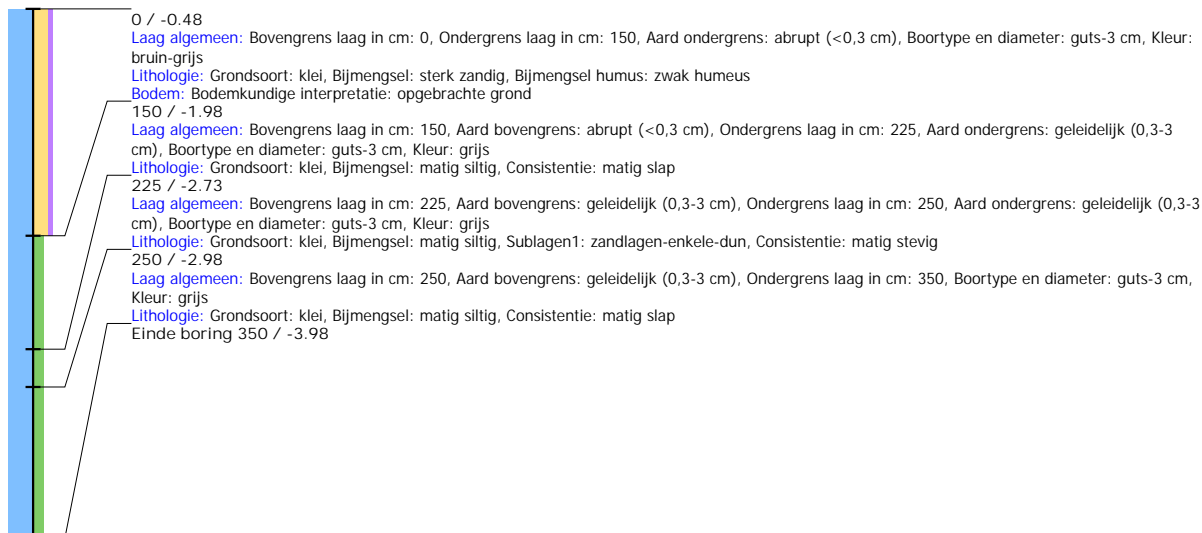 0 / -0.48
Laag algemeen: Bovengrens laag in cm: 0, Ondergrens laag in cm: 150, Aard ondergrens: abrupt (<0,3 cm), Boortype en diameter: guts-3 cm, Kleur:
bruin-grijs
Lithologie: Grondsoort: klei, Bijmengsel: sterk zandig, Bijmengsel humus: zwak humeus
Bodem: Bodemkundige interpretatie: opgebrachte grond
150 / -1.98
Laag algemeen: Bovengrens laag in cm: 150, Aard bovengrens: abrupt (<0,3 cm), Ondergrens laag in cm: 225, Aard ondergrens: geleidelijk (0,3-3
cm), Boortype en diameter: guts-3 cm, Kleur: grijs
Lithologie: Grondsoort: klei, Bijmengsel: matig siltig, Consistentie: matig slap
225 / -2.73
Laag algemeen: Bovengrens laag in cm: 225, Aard bovengrens: geleidelijk (0,3-3 cm), Ondergrens laag in cm: 250, Aard ondergrens: geleidelijk (0,3-3
cm), Boortype en diameter: guts-3 cm, Kleur: grijs
Lithologie: Grondsoort: klei, Bijmengsel: matig siltig, Sublagen1: zandlagen-enkele-dun, Consistentie: matig stevig
250 / -2.98
Laag algemeen: Bovengrens laag in cm: 250, Aard bovengrens: geleidelijk (0,3-3 cm), Ondergrens laag in cm: 350, Boortype en diameter: guts-3 cm,
Kleur: grijs
Lithologie: Grondsoort: klei, Bijmengsel: matig siltig, Consistentie: matig slap
Einde boring 350 / -3.98